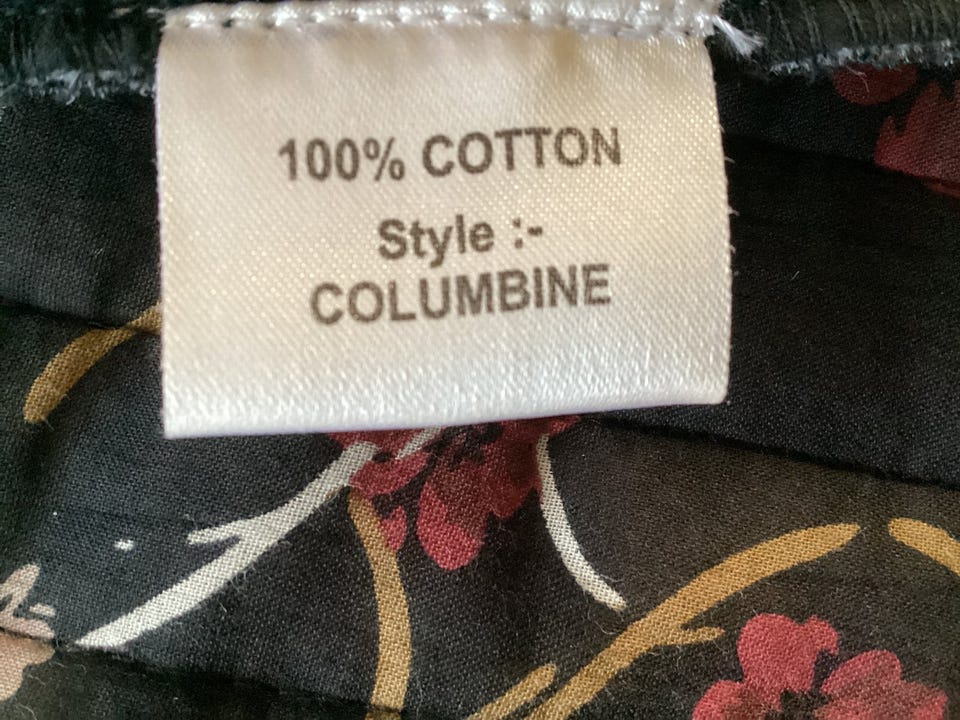 100% COTTON
Style :-
COLUMBINE